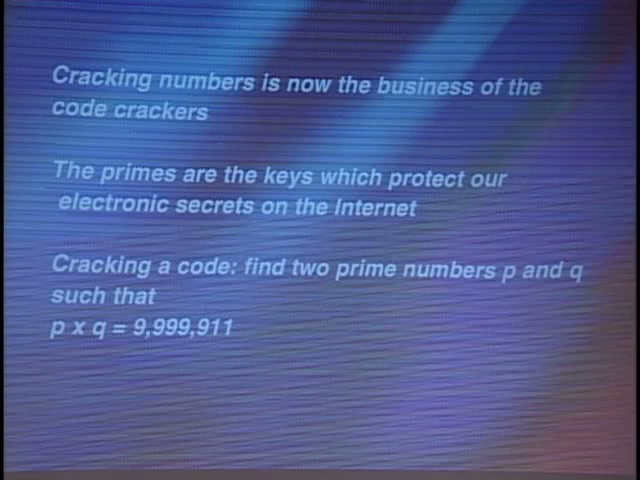 Cracking numbers is now the business of the
code crackers
The primes are the keys which protect our
electronic secrets on the Internet
Cracking a code: find two prime numbers p and q
such that
p x q = 9,999,911